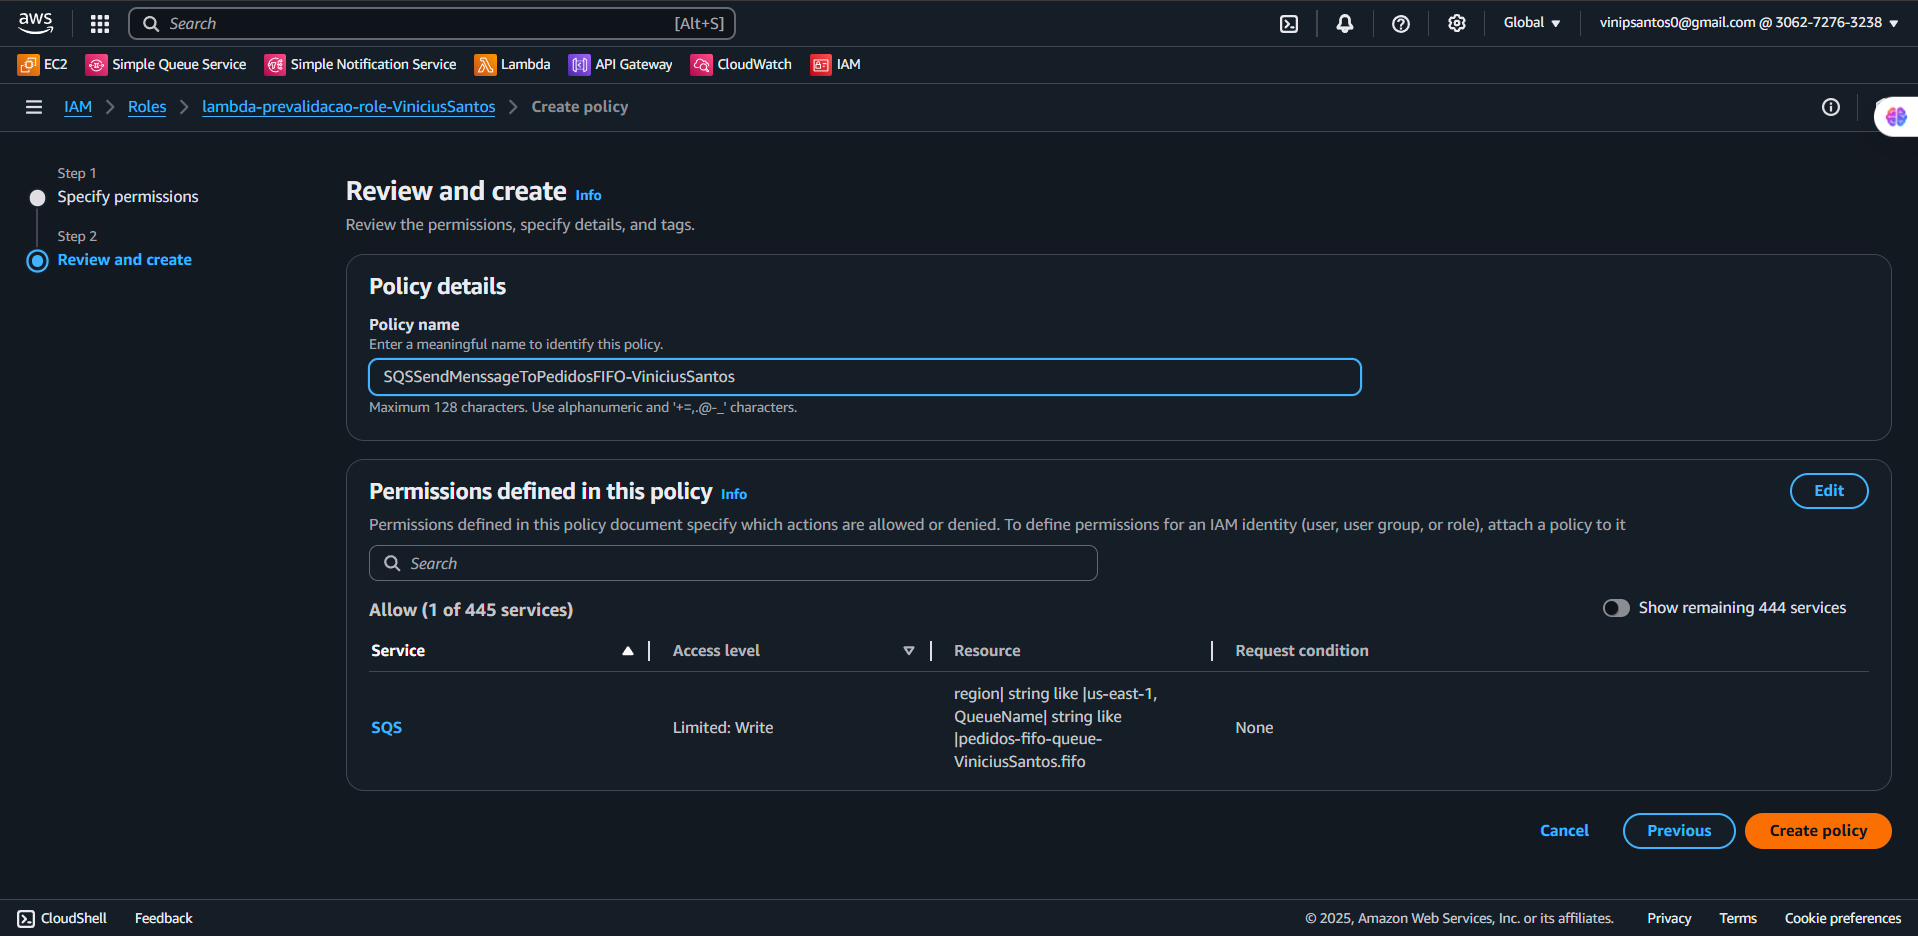 aws
Search [Alt+S]
Global
vinipsantos0@gmail.com @ 3062-7276-3238
EC2
Simple Queue Service
Simple Notification Service
Lambda
API Gateway
CloudWatch
IAM
IAM > Roles > lambda-prevalidacao-role-ViniciusSantos > Create policy
Step 1
Specify permissions
Step 2
Review and create
Review and create Info
Review the permissions, specify details, and tags.
Policy details
Policy name
Enter a meaningful name to identify this policy.
SQSSendMenssageToPedidosFIFO-ViniciusSantos
Maximum 128 characters. Use alphanumeric and '+=,.@-_' characters.
Permissions defined in this policy Info
Edit
Permissions defined in this policy document specify which actions are allowed or denied. To define permissions for an IAM identity (user, user group, or role), attach a policy to it
Search
Allow (1 of 445 services)
Show remaining 444 services
Service
Access level
Resource
Request condition
SQS
Limited: Write
region| string like |us-east-1,
QueueName| string like
|pedidos-fifo-queue-
ViniciusSantos.fifo
None
Cancel
Previous
Create policy
CloudShell
Feedback
© 2025, Amazon Web Services, Inc. or its affiliates.
Privacy
Terms
Cookie preferences